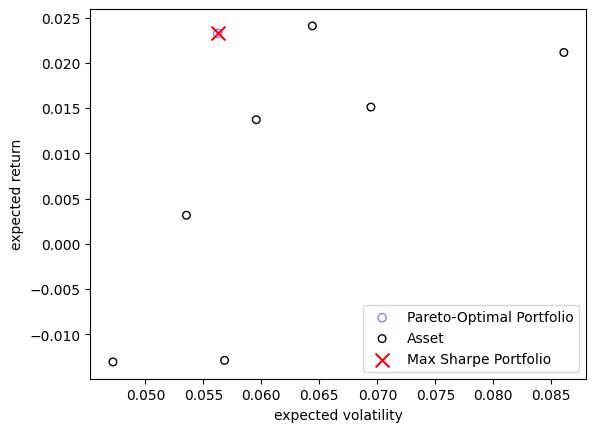 0.025
0.020
0.015
0.010
0.005
0.000
−0.005
−0.010
expected return
Pareto-Optimal Portfolio
Asset
Max Sharpe Portfolio
0.050 0.055 0.060 0.065 0.070 0.075 0.080 0.085
expected volatility